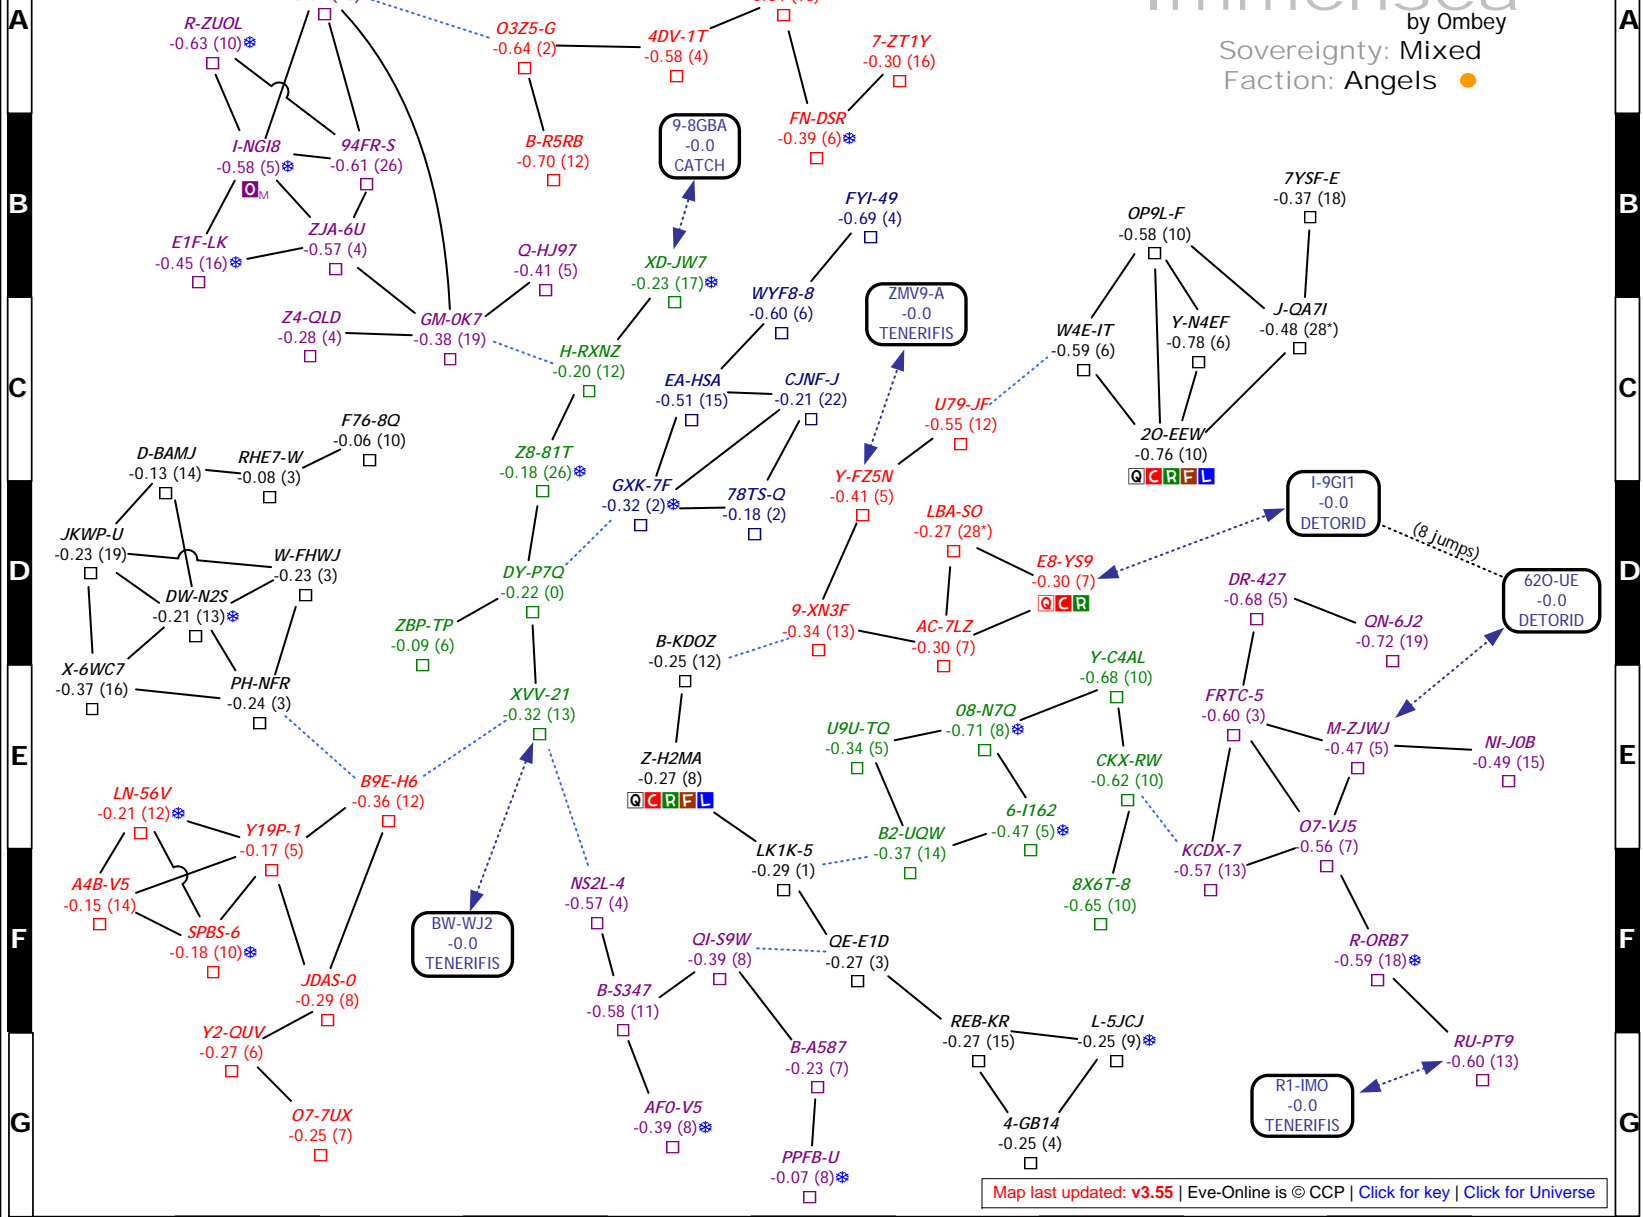 A
A
Immensea
by Ombey
Sovereignty: Mixed
Faction: Angels
R-ZUOL
-0.63 (10)
O3Z5-G
-0.64 (2)
4DV-1T
-0.58 (4)
7-ZT1Y
-0.30 (16)
FN-DSR
-0.39 (6)
9-8GBA
-0.0
CATCH
B
B
I-NGI8
-0.58 (5)
O M
94FR-S
-0.61 (26)
B-R5RB
-0.70 (12)
7YSF-E
-0.37 (18)
FYI-49
-0.69 (4)
OP9L-F
-0.58 (10)
E1F-LK
-0.45 (16)
ZJA-6U
-0.57 (4)
Q-HJ97
-0.41 (5)
XD-JW7
-0.23 (17)
WYF8-8
-0.60 (6)
ZMV9-A
-0.0
TENERIFIS
Z4-QLD
-0.28 (4)
GM-0K7
-0.38 (19)
H-RXNZ
-0.20 (12)
W4E-IT
-0.59 (6)
Y-N4EF
-0.78 (6)
J-QA7I
-0.48 (28*)
C
C
EA-HSA
-0.51 (15)
CJNF-J
-0.21 (22)
U79-JF
-0.55 (12)
2O-EEW
-0.76 (10)
Q C R F L
F76-8Q
-0.06 (10)
D-BAMJ
-0.13 (14)
RHE7-W
-0.08 (3)
Z8-81T
-0.18 (26)
GXK-7F
-0.32 (2)
78TS-Q
-0.18 (2)
Y-FZ5N
-0.41 (5)
LBA-SO
-0.27 (28*)
I-9GI1
-0.0
DETORID
(8 jumps)
JKWP-U
-0.23 (19)
W-FHWJ
-0.23 (3)
D
D
DW-N2S
-0.21 (13)
DY-P7Q
-0.22 (0)
E8-YS9
-0.30 (7)
Q C R
DR-427
-0.68 (5)
62O-UE
-0.0
DETORID
ZBP-TP
-0.09 (6)
9-XN3F
-0.34 (13)
AC-7LZ
-0.30 (7)
QN-6J2
-0.72 (19)
B-KDOZ
-0.25 (12)
X-6WC7
-0.37 (16)
PH-NFR
-0.24 (3)
XVV-21
-0.32 (13)
Y-C4AL
-0.68 (10)
FRTC-5
-0.60 (3)
U9U-TQ
-0.34 (5)
08-N7Q
-0.71 (8)
M-ZJWJ
-0.47 (5)
NI-J0B
-0.49 (15)
E
E
Z-H2MA
-0.27 (8)
Q C R F L
CKX-RW
-0.62 (10)
B9E-H6
-0.36 (12)
LN-56V
-0.21 (12)
Y19P-1
-0.17 (5)
6-I162
-0.47 (5)
B2-UQW
-0.37 (14)
O7-VJ5
-0.56 (7)
LK1K-5
-0.29 (1)
KCDX-7
-0.57 (13)
A4B-V5
-0.15 (14)
NS2L-4
-0.57 (4)
8X6T-8
-0.65 (10)
BW-WJ2
-0.0
TENERIFIS
F
F
SPBS-6
-0.18 (10)
QI-S9W
-0.39 (8)
QE-E1D
-0.27 (3)
R-ORB7
-0.59 (18)
JDAS-0
-0.29 (8)
B-S347
-0.58 (11)
Y2-QUV
-0.27 (6)
REB-KR
-0.27 (15)
L-5JCJ
-0.25 (9)
B-A587
-0.23 (7)
RU-PT9
-0.60 (13)
R1-IMO
-0.0
TENERIFIS
G
G
O7-7UX
-0.25 (7)
AF0-V5
-0.39 (8)
4-GB14
-0.25 (4)
PPFB-U
-0.07 (8)
Map last updated: v3.55 | Eve-Online is © CCP | Click for key | Click for Universe